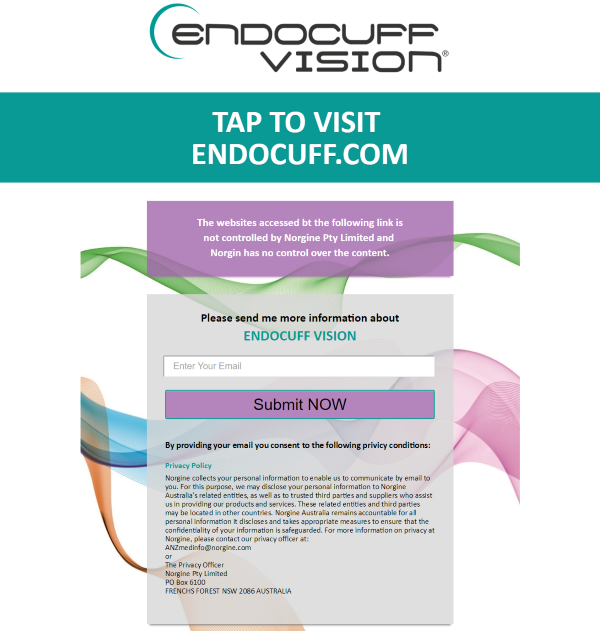 ENDOCUFF
VISION®
TAP TO VISIT
ENDOCUFF.COM
The websites accessed bt the following link is
not controlled by Norgine Pty Limited and
Norgin has no control over the content.
Please send me more information about
ENDOCUFF VISION
Enter Your Email
Submit NOW
By providing your email you consent to the following privicy conditions:
Privacy Policy
Norgine collects your personal information to enable us to communicate by email to
you. For this purpose, we may disclose your personal information to Norgine
Australia's related entities, as well as to trusted third parties and suppliers who assist
us in providing our products and services. These related entities and third parties
may be located in other countries. Norgine Australia remains accountable for all
personal information it discloses and takes appropriate measures to ensure that the
confidentiality of your information is safeguarded. For more information on privacy at
Norgine, please contact our privacy officer at:
ANZmedinfo@norgine.com
or
The Privacy Officer
Norgine Pty Limited
PO Box 6100
FRENCHS FOREST NSW 2086 AUSTRALIA